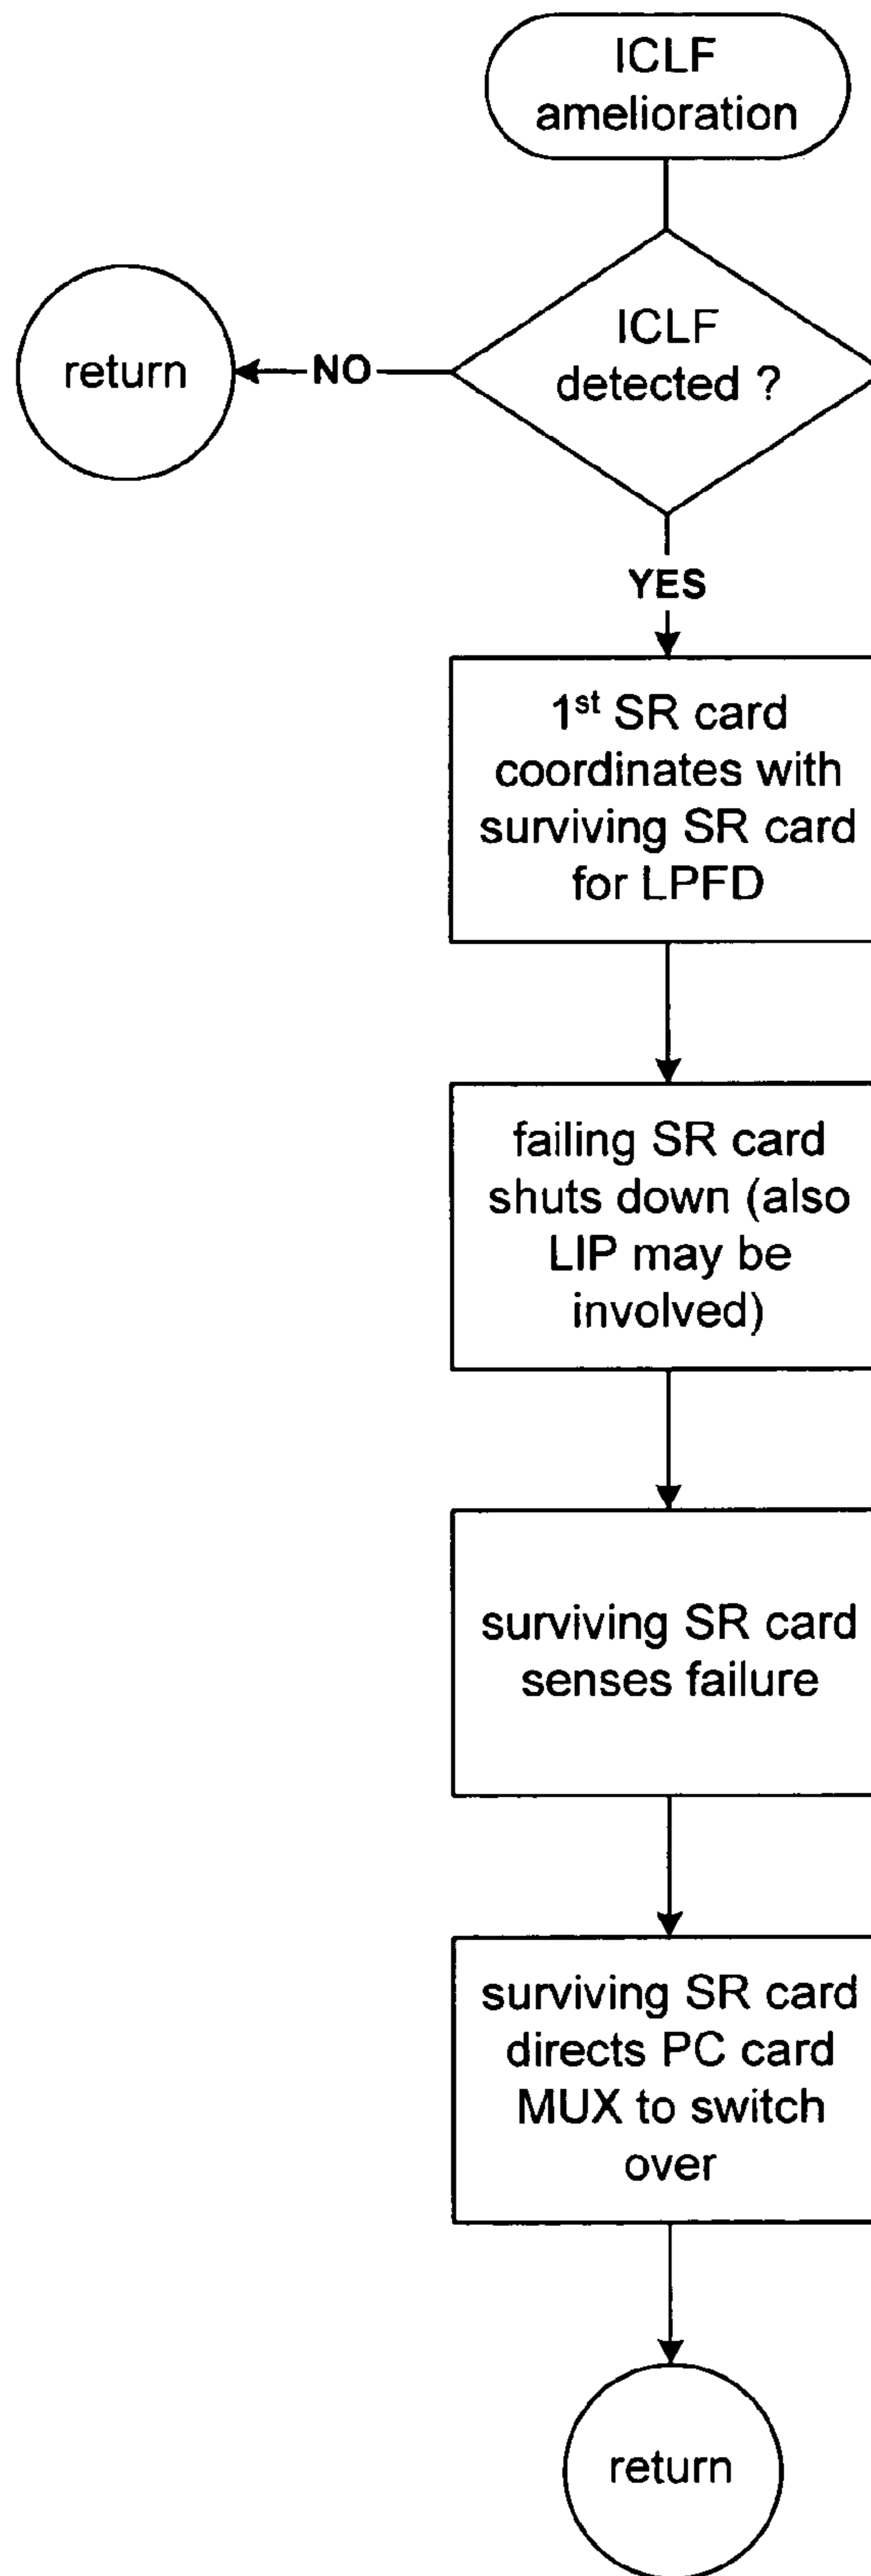 ICLF
amelioration
ICLF
detected ?
NO
return
YES
1st SR card
coordinates with
surviving SR card
for LPFD
failing SR card
shuts down (also
LIP may be
involved)
surviving SR card
senses failure
surviving SR card
directs PC card
MUX to switch
over
return